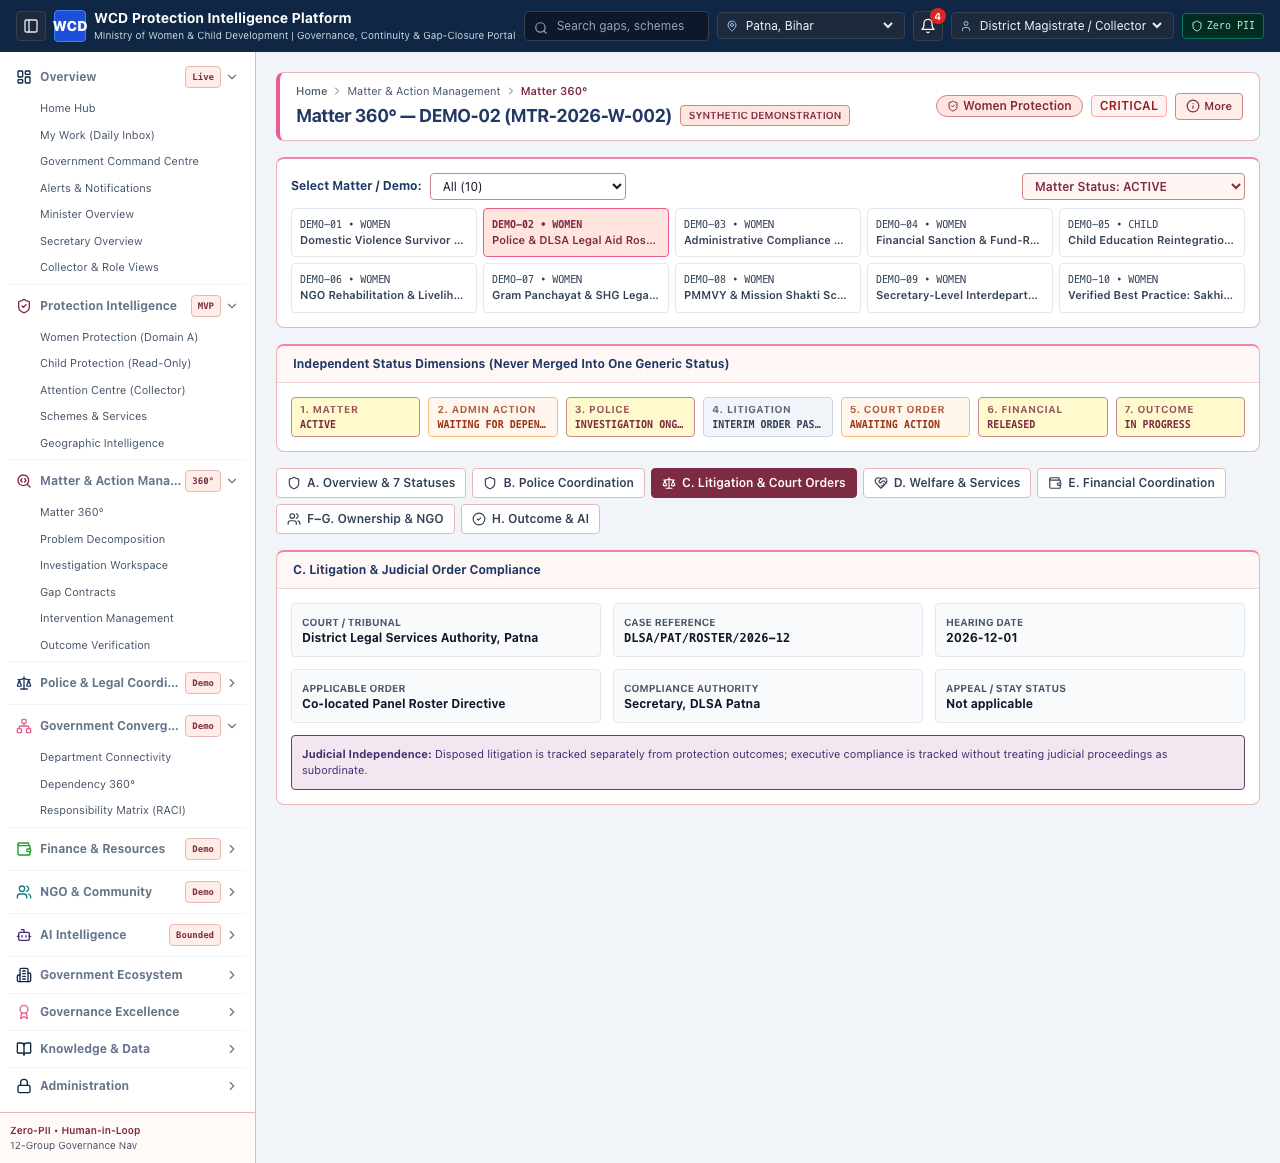 WCD
WCD Protection Intelligence Platform
Ministry of Women & Child Development | Governance, Continuity & Gap-Closure Portal
Search gaps, schemes
Patna, Bihar
4
District Magistrate / Collector
Zero PII
Overview
Live
Home Hub
My Work (Daily Inbox)
Government Command Centre
Alerts & Notifications
Minister Overview
Secretary Overview
Collector & Role Views
Protection Intelligence
MVP
Women Protection (Domain A)
Child Protection (Read-Only)
Attention Centre (Collector)
Schemes & Services
Geographic Intelligence
Matter & Action Mana...
360°
Matter 360°
Problem Decomposition
Investigation Workspace
Gap Contracts
Intervention Management
Outcome Verification
Police & Legal Coordi...
Demo
Government Converg...
Demo
Department Connectivity
Dependency 360°
Responsibility Matrix (RACI)
Finance & Resources
Demo
NGO & Community
Demo
AI Intelligence
Bounded
Government Ecosystem
Governance Excellence
Knowledge & Data
Administration
Zero-PII • Human-in-Loop
12-Group Governance Nav
Home > Matter & Action Management > Matter 360°
Matter 360° — DEMO-02 (MTR-2026-W-002)
SYNTHETIC DEMONSTRATION
Women Protection
CRITICAL
More
Select Matter / Demo:
All (10)
Matter Status: ACTIVE
DEMO-01 • WOMEN
Domestic Violence Survivor ...
DEMO-02 • WOMEN
Police & DLSA Legal Aid Ros...
DEMO-03 • WOMEN
Administrative Compliance ...
DEMO-04 • WOMEN
Financial Sanction & Fund-R...
DEMO-05 • CHILD
Child Education Reintegratio...
DEMO-06 • WOMEN
NGO Rehabilitation & Livelih...
DEMO-07 • WOMEN
Gram Panchayat & SHG Lega...
DEMO-08 • WOMEN
PMMVY & Mission Shakti Sc...
DEMO-09 • WOMEN
Secretary-Level Interdepart...
DEMO-10 • WOMEN
Verified Best Practice: Sakhi...
Independent Status Dimensions (Never Merged Into One Generic Status)
1. MATTER
ACTIVE
2. ADMIN ACTION
WAITING FOR DEPEN…
3. POLICE
INVESTIGATION ONG…
4. LITIGATION
INTERIM ORDER PAS…
5. COURT ORDER
AWAITING ACTION
6. FINANCIAL
RELEASED
7. OUTCOME
IN PROGRESS
A. Overview & 7 Statuses
B. Police Coordination
C. Litigation & Court Orders
D. Welfare & Services
E. Financial Coordination
F–G. Ownership & NGO
H. Outcome & AI
C. Litigation & Judicial Order Compliance
COURT / TRIBUNAL
District Legal Services Authority, Patna
CASE REFERENCE
DLSA/PAT/ROSTER/2026-12
HEARING DATE
2026-12-01
APPLICABLE ORDER
Co-located Panel Roster Directive
COMPLIANCE AUTHORITY
Secretary, DLSA Patna
APPEAL / STAY STATUS
Not applicable
Judicial Independence: Disposed litigation is tracked separately from protection outcomes; executive compliance is tracked without treating judicial proceedings as
subordinate.